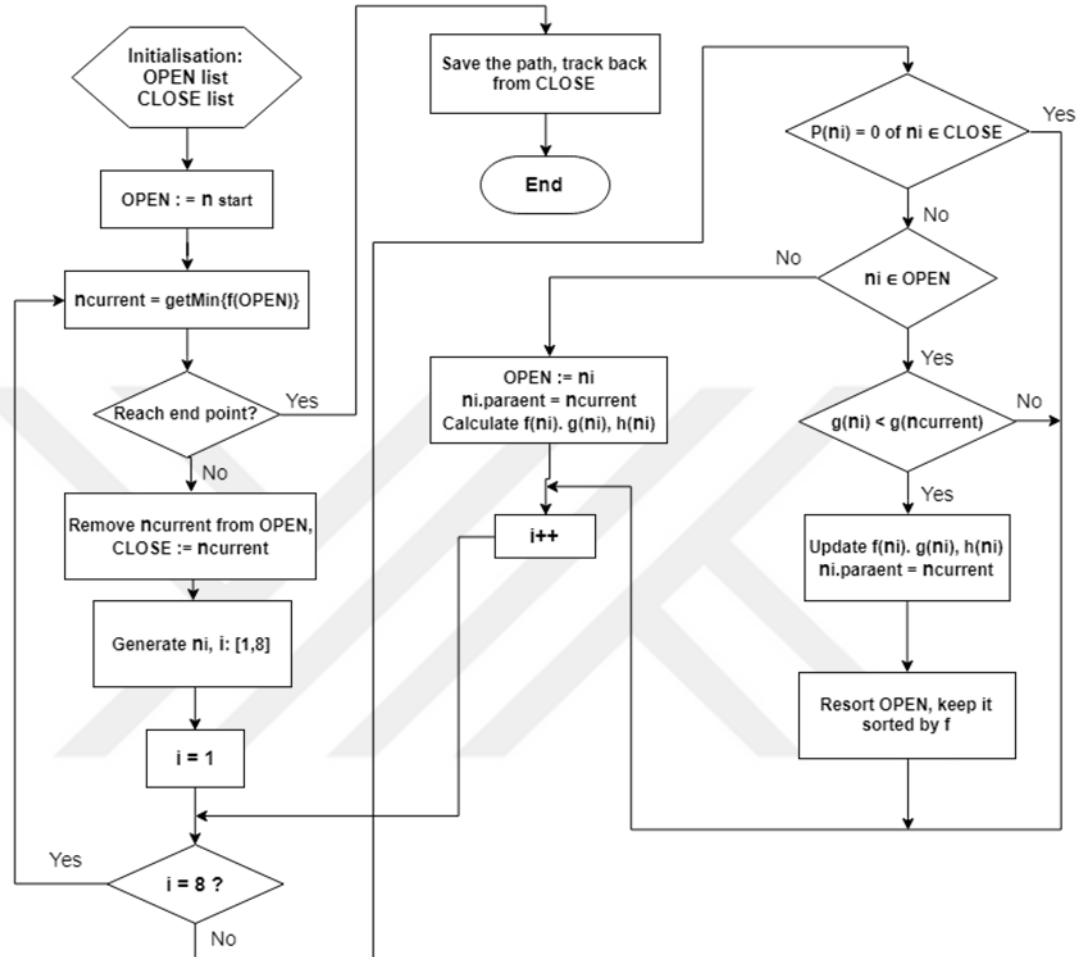 Initialisation:
OPEN list
CLOSE list
OPEN : = n start
ncurrent = getMin{f(OPEN)}
Reach end point?
Yes
No
Remove ncurrent from OPEN,
CLOSE := ncurrent
Generate ni, i: [1,8]
i = 1
i = 8 ?
Yes
No
Save the path, track back
from CLOSE
End
P(ni) = 0 of ni ∈ CLOSE
Yes
No
ni ∈ OPEN
No
Yes
OPEN := ni
ni.paraent = ncurrent
Calculate f(ni). g(ni), h(ni)
i++
g(ni) < g(ncurrent)
No
Yes
Update f(ni). g(ni), h(ni)
ni.paraent = ncurrent
Resort OPEN, keep it
sorted by f